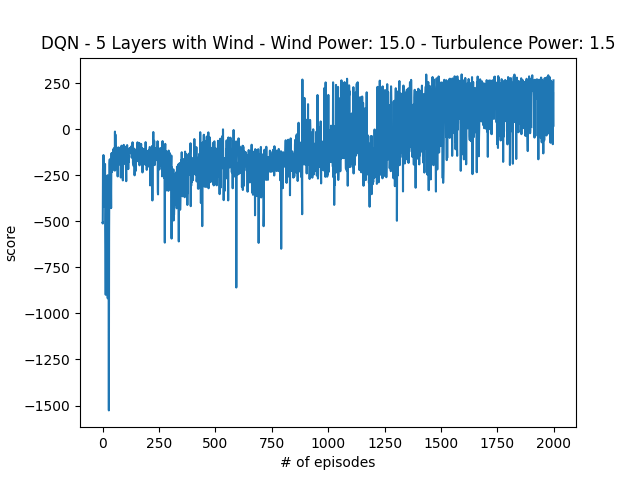 DQN - 5 Layers with Wind - Wind Power: 15.0 - Turbulence Power: 1.5
250
0
−250
−500
−750
−1000
−1250
−1500
score
0 250 500 750 1000 1250 1500 1750 2000
# of episodes